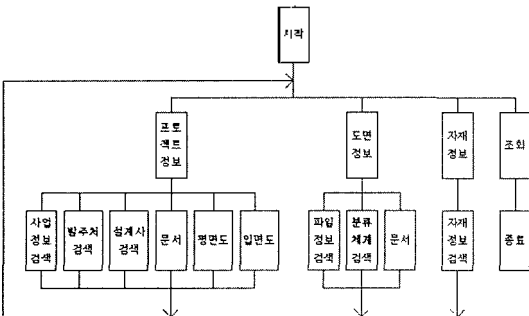 시작
프로
젝트
정보
도면
정보
자재
정보
조회
사업
정보
검색
발주처
검색
설계사
검색
문서
평면도
입면도
파일
정보
검색
분류
체계
검색
문서
자재
정보
검색
종료